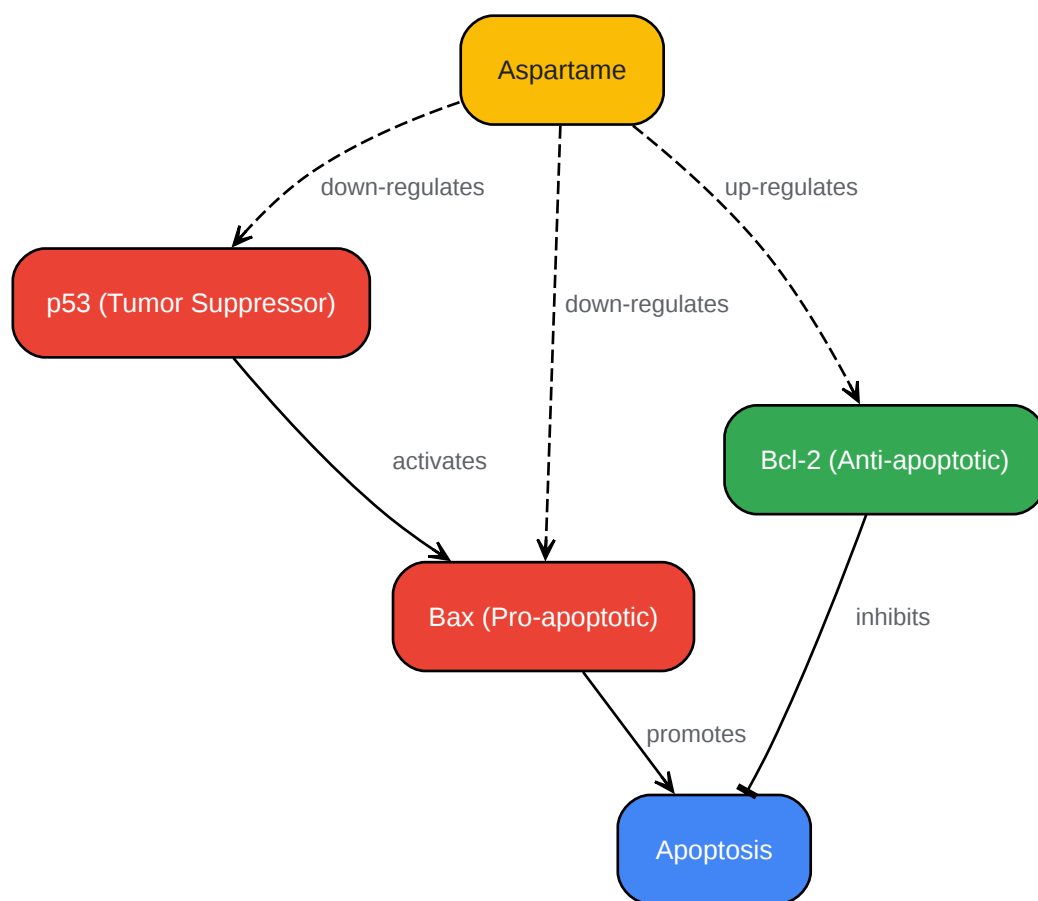 Aspartame
down-regulates
up-regulates
p53 (Tumor Suppressor)
down-regulates
activates
Bcl-2 (Anti-apoptotic)
Bax (Pro-apoptotic)
inhibits
promotes
Apoptosis